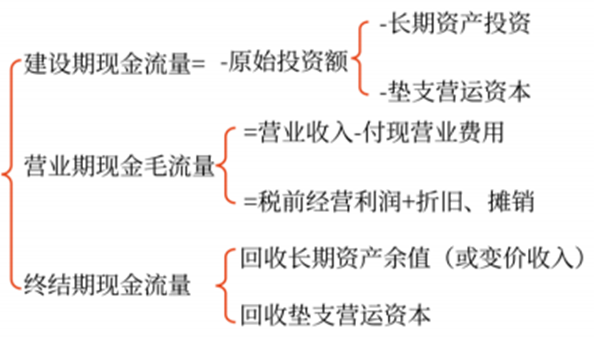 建设期现金流量= -原始投资额
-长期资产投资
-垫支营运资本
营业期现金毛流量
=营业收入-付现营业费用
=税前经营利润+折旧、摊销
终结期现金流量
回收长期资产余值（或变价收入）
回收垫支营运资本